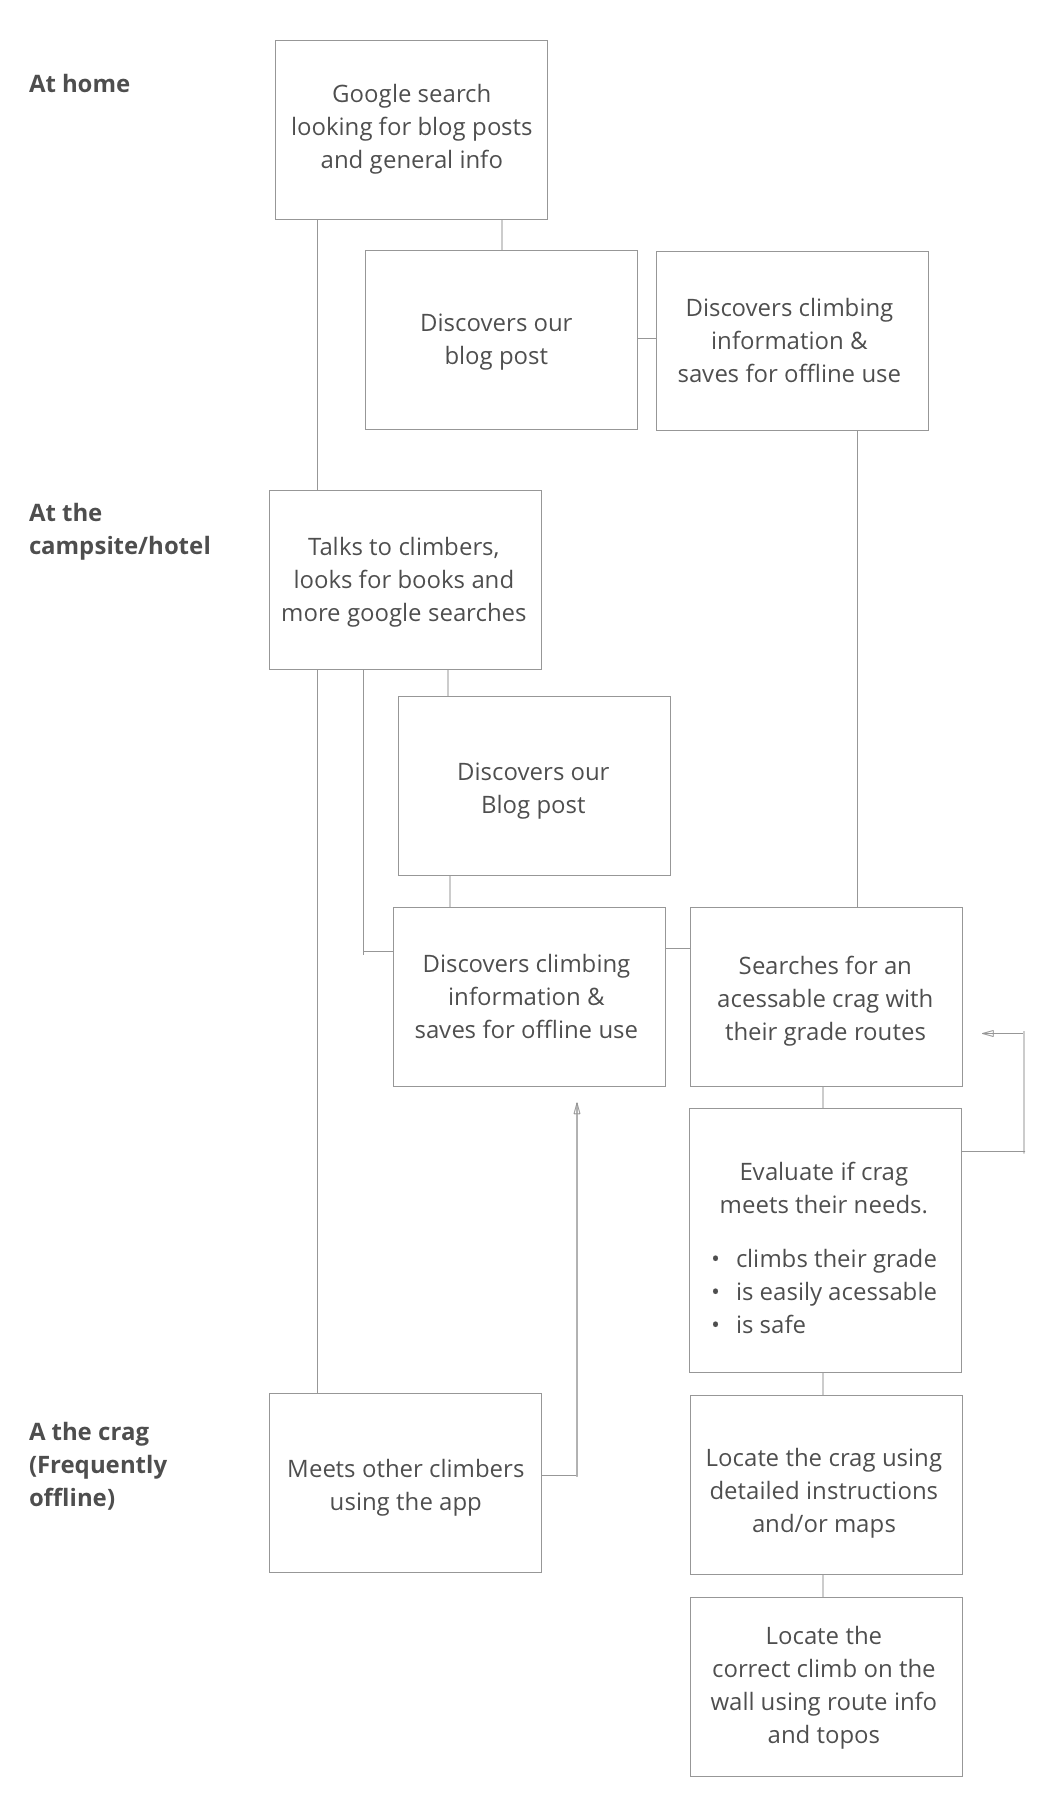 At home
Google search
looking for blog posts
and general info
Discovers our
blog post
Discovers climbing
information &
saves for offline use
At the
campsite/hotel
Talks to climbers,
looks for books and
more google searches
Discovers our
Blog post
Discovers climbing
information &
saves for offline use
Searches for an
acessable crag with
their grade routes
Evaluate if crag
meets their needs.
• climbs their grade
• is easily acessable
• is safe
A the crag
(Frequently
offline)
Meets other climbers
using the app
Locate the crag using
detailed instructions
and/or maps
Locate the
correct climb on the
wall using route info
and topos